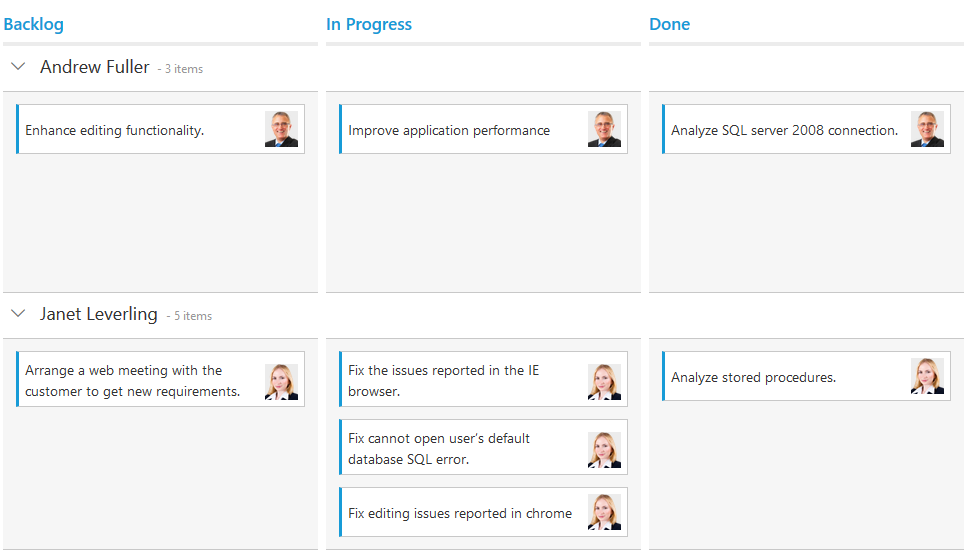 Backlog
In Progress
Done
Andrew Fuller - 3 items
Enhance editing functionality.
Improve application performance
Analyze SQL server 2008 connection.
Janet Leverling - 5 items
Arrange a web meeting with the
customer to get new requirements.
Fix the issues reported in the IE
browser.
Fix cannot open user's default
database SQL error.
Fix editing issues reported in chrome
Analyze stored procedures.